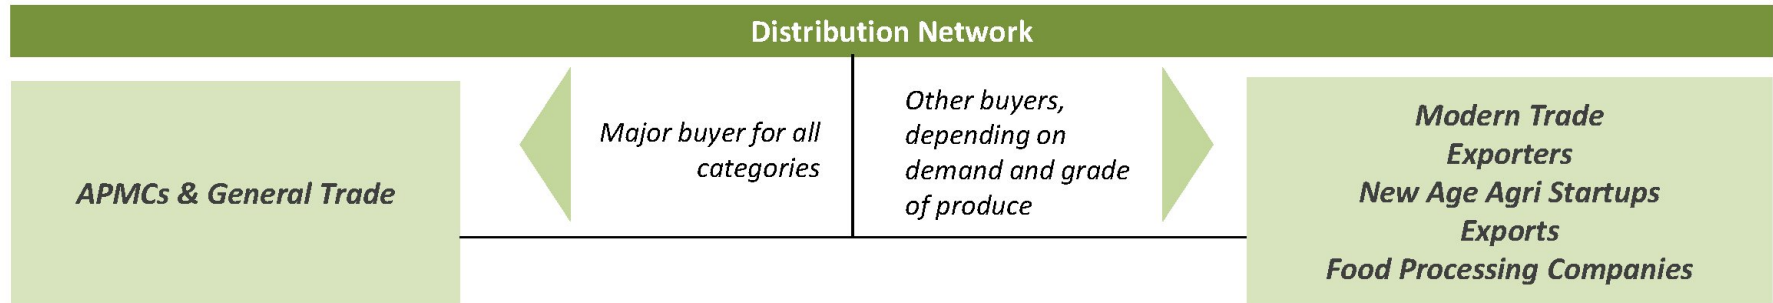 Distribution Network
APMCs & General Trade
Major buyer for all
categories
Other buyers,
depending on
demand and grade
of produce
Modern Trade
Exporters
New Age Agri Startups
Exports
Food Processing Companies